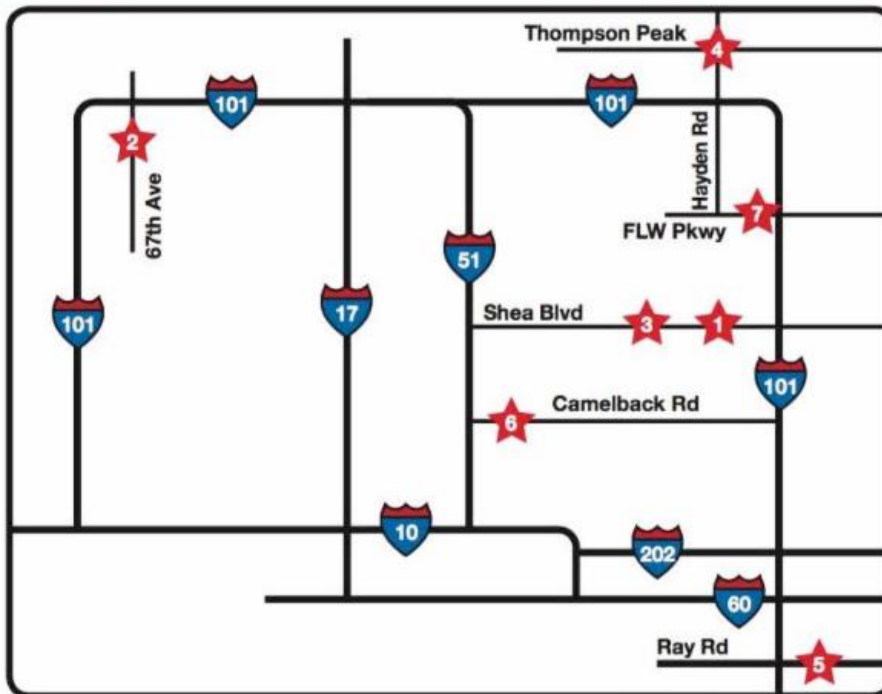 Thompson Peak
4
101
101
2
Hayden Rd
67th Ave
7
FLW Pkwy
51
101
17
Shea Blvd
3
1
101
Camelback Rd
6
10
202
60
Ray Rd
5